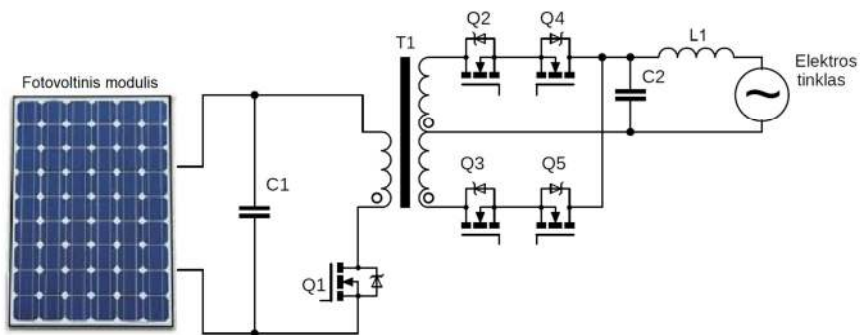 Q2
Q4
T1
L1
Elektros
tinklas
Fotovoltinis modulis
C2
Q3
Q5
C1
Q1